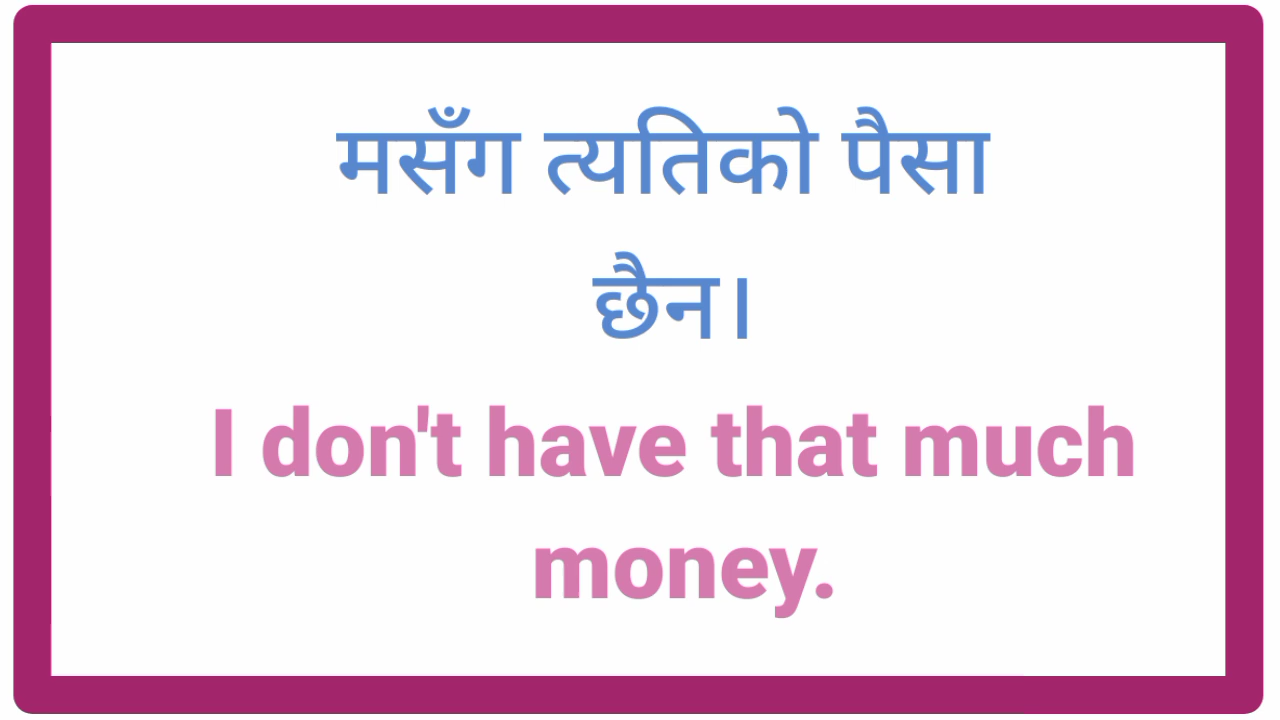 मसँग त्यतिको पैसा
छैन।
I don't have that much
money.